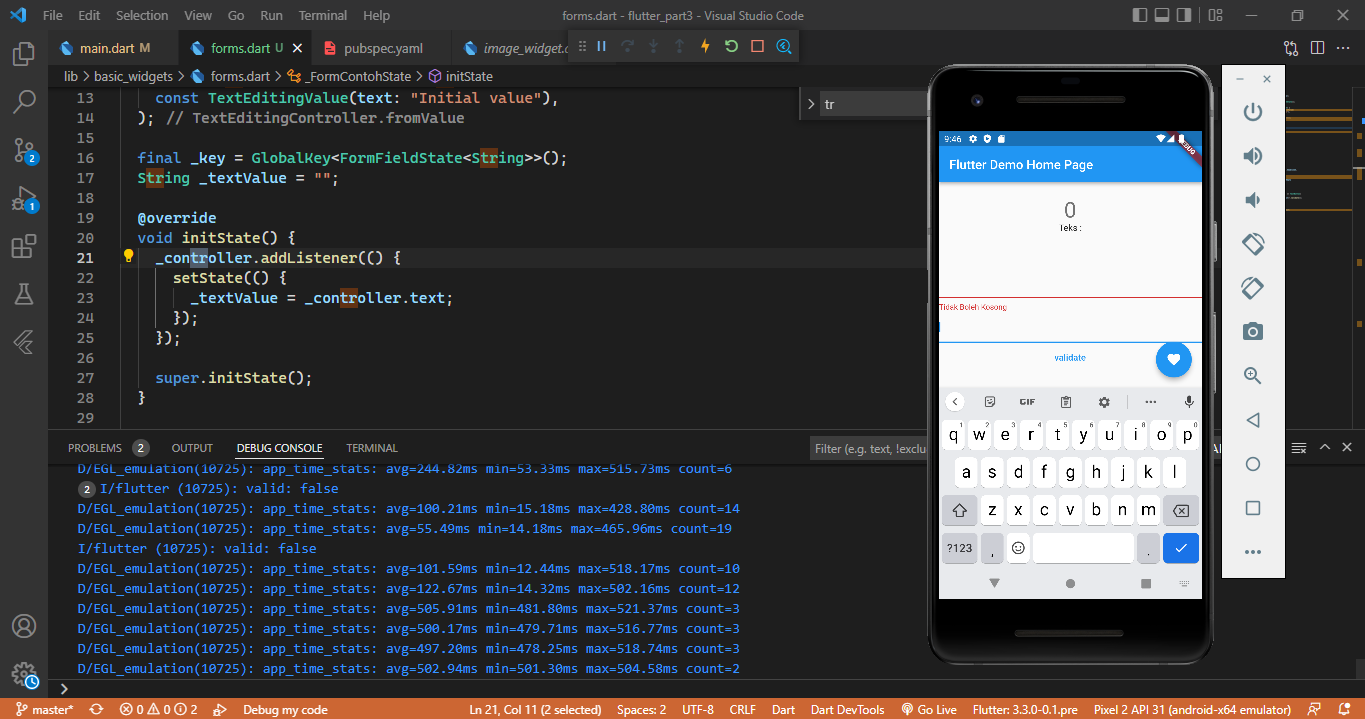 File Edit Selection View Go Run Terminal Help
forms.dart - flutter_part3 - Visual Studio Code
main.dart M
forms.dart U
pubspec.yaml
image_widget.
lib > basic_widgets > forms.dart > _FormContohState > initState
tr
13 const TextEditingValue(text: "Initial value"),
14 ); // TextEditingController.fromValue
15
16 final _key = GlobalKey<FormFieldState<String>>();
17 String _textValue = "";
18
19 @override
20 void initState() {
21 _controller.addListener(() {
22 setState(() {
23 _textValue = _controller.text;
24 });
25 });
26
27 super.initState();
28 }
29
2
1
PROBLEMS 2 OUTPUT DEBUG CONSOLE TERMINAL
Filter (e.g. text, !exclu
D/EGL_emulation(10725): app_time_stats: avg=244.82ms min=53.33ms max=515.73ms count=6
2 I/flutter (10725): valid: false
D/EGL_emulation(10725): app_time_stats: avg=100.21ms min=15.18ms max=428.80ms count=14
D/EGL_emulation(10725): app_time_stats: avg=55.49ms min=14.18ms max=465.96ms count=19
I/flutter (10725): valid: false
D/EGL_emulation(10725): app_time_stats: avg=101.59ms min=12.44ms max=518.17ms count=10
D/EGL_emulation(10725): app_time_stats: avg=122.67ms min=14.32ms max=502.16ms count=12
D/EGL_emulation(10725): app_time_stats: avg=505.91ms min=481.80ms max=521.37ms count=3
D/EGL_emulation(10725): app_time_stats: avg=500.17ms min=479.71ms max=516.77ms count=3
D/EGL_emulation(10725): app_time_stats: avg=497.20ms min=478.25ms max=518.74ms count=3
D/EGL_emulation(10725): app_time_stats: avg=502.94ms min=501.30ms max=504.58ms count=2
9:46
DEBUG
Flutter Demo Home Page
0
Teks :
Tidak Boleh Kosong
validate
GIF
q1 w2 e3 r4 t5 y6 u7 i8 o9 p0
a s d f g h j k l
z x c v b n m
?123 , .
master* 0 0 2 Debug my code Ln 21, Col 11 (2 selected) Spaces: 2 UTF-8 CRLF Dart Dart DevTools Go Live Flutter: 3.3.0-0.1.pre Pixel 2 API 31 (android-x64 emulator)